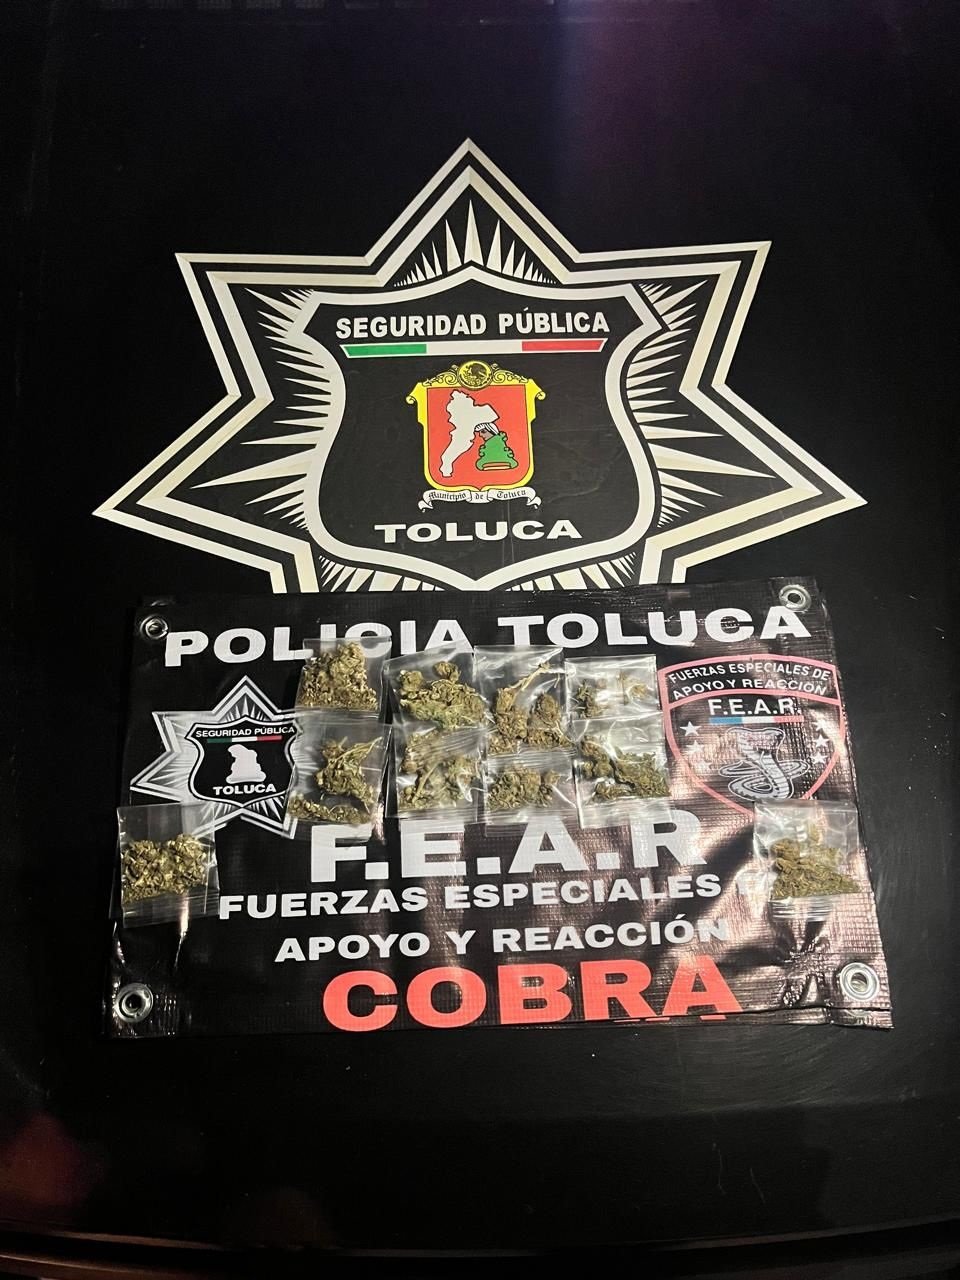 SEGURIDAD PÚBLICA
Municipio de Toluca
TOLUCA
POLICIA TOLUCA
SEGURIDAD PÚBLICA
TOLUCA
FUERZAS ESPECIALES DE
APOYO Y REACCIÓN
F.E.A.R.
F.E.A.R
FUERZAS ESPECIALES
APOYO Y REACCIÓN
COBRA